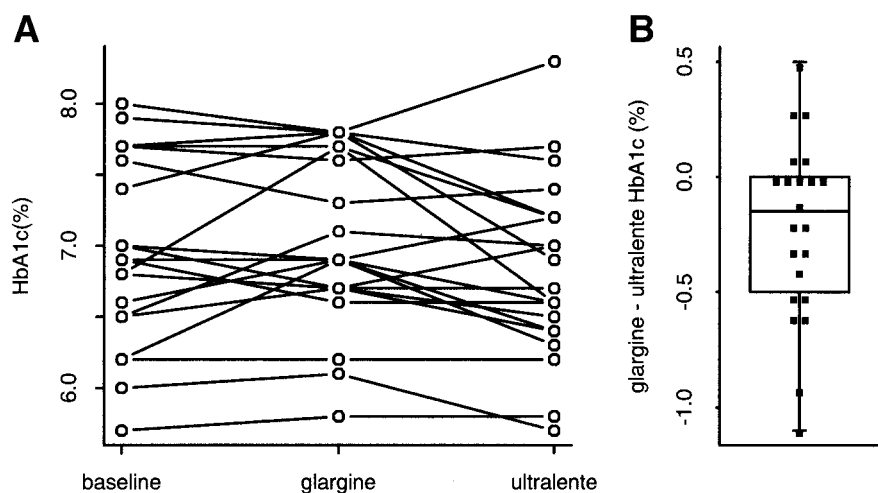 A
HbA1c(%)
8.0
7.0
6.0
baseline glargine ultralente
B
glargine - ultralente HbA1c (%)
0.5
0.0
-0.5
-1.0